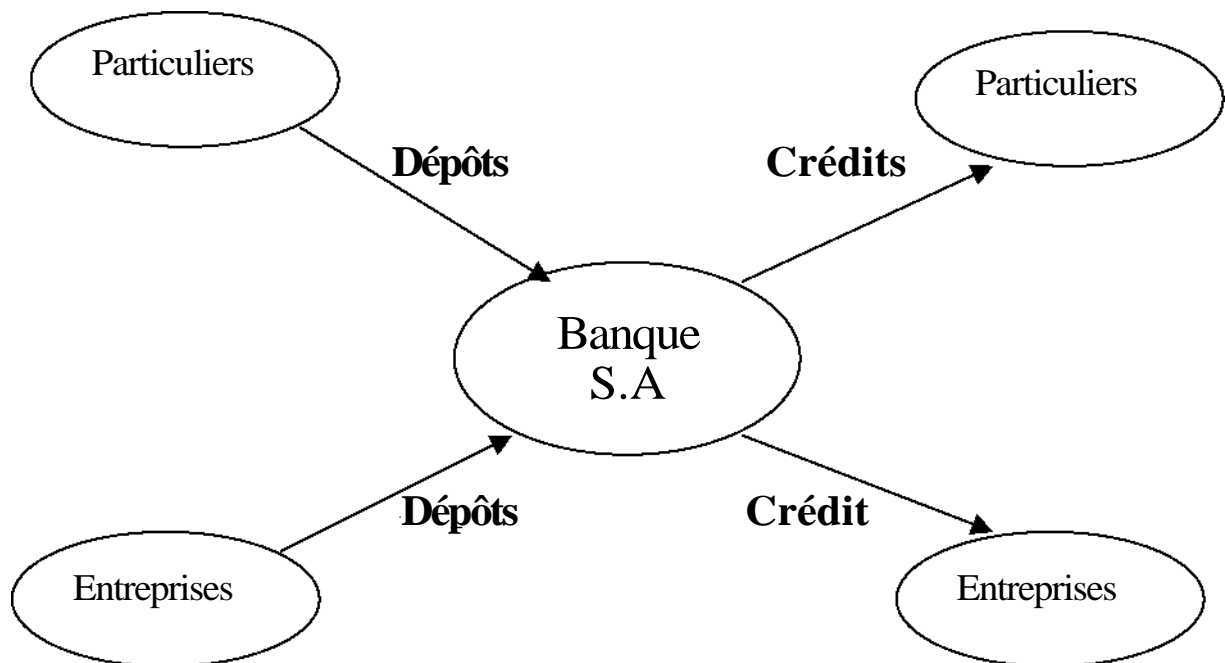 Particuliers
Particuliers
Dépôts
Crédits
Banque
S.A
Dépôts
Crédit
Entreprises
Entreprises